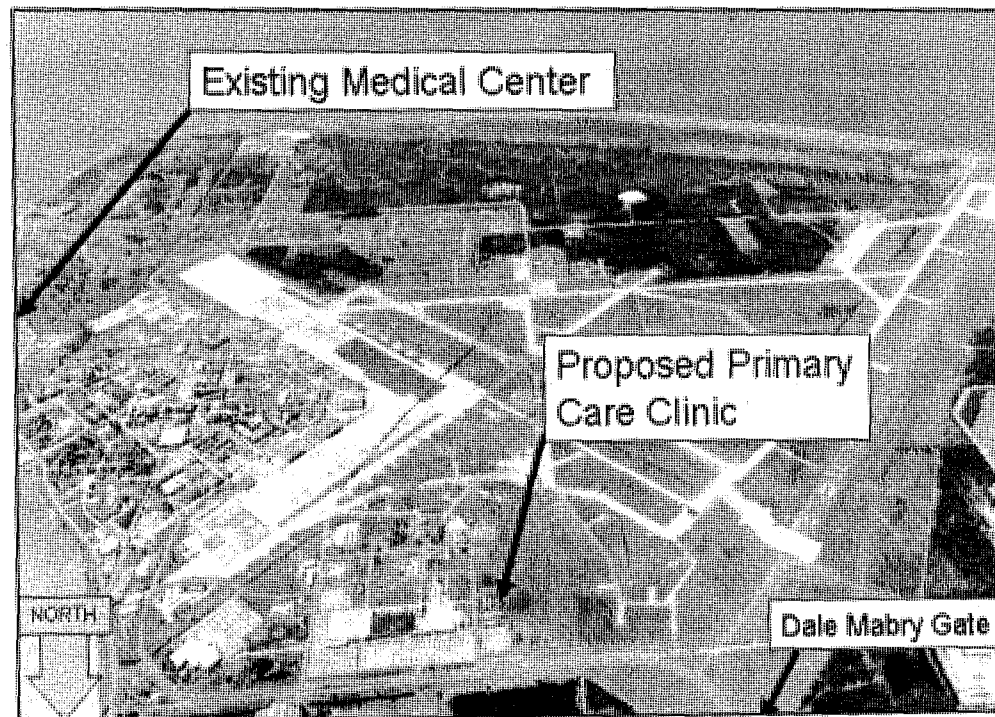 Existing Medical Center
Proposed Primary
Care Clinic
NORTH
Dale Mabry Gate